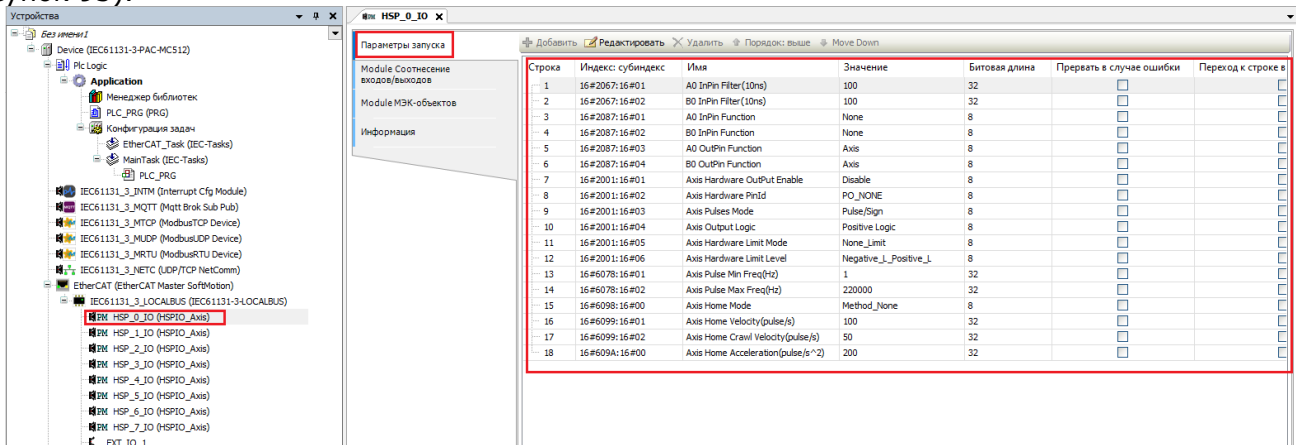 Устройства
Без имени1
Device (IEC61131-3-PAC-MC512)
Plc Logic
Application
Менеджер библиотек
PLC_PRG (PRG)
Конфигурация задач
EtherCAT_Task (IEC-Tasks)
MainTask (IEC-Tasks)
PLC_PRG
IEC61131_3_INTM (Interrupt Cfg Module)
IEC61131_3_MQTT (Mqtt Brok Sub Pub)
IEC61131_3_MTCP (ModbusTCP Device)
IEC61131_3_MUDP (ModbusUDP Device)
IEC61131_3_MRTU (ModbusRTU Device)
IEC61131_3_NETC (UDP/TCP NetComm)
EtherCAT (EtherCAT Master SoftMotion)
IEC61131_3_LOCALBUS (IEC61131-3-LOCALBUS)
HSP_0_IO (HSPIO_Axis)
HSP_1_IO (HSPIO_Axis)
HSP_2_IO (HSPIO_Axis)
HSP_3_IO (HSPIO_Axis)
HSP_4_IO (HSPIO_Axis)
HSP_5_IO (HSPIO_Axis)
HSP_6_IO (HSPIO_Axis)
HSP_7_IO (HSPIO_Axis)
EXT_IO_1
HSP_0_IO X
Параметры запуска
Module Соотнесение
входов/выходов
Module МЭК-объектов
Информация
Добавить Редактировать Удалить Порядок: выше Move Down
Строка Индекс: субиндекс Имя Значение Битовая длина Прервать в случае ошибки Переход к строке в
1 16#2067:16#01 A0 InPin Filter(10ns) 100 32
2 16#2067:16#02 B0 InPin Filter(10ns) 100 32
3 16#2087:16#01 A0 InPin Function None 8
4 16#2087:16#02 B0 InPin Function None 8
5 16#2087:16#03 A0 OutPin Function Axis 8
6 16#2087:16#04 B0 OutPin Function Axis 8
7 16#2001:16#01 Axis Hardware OutPut Enable Disable 8
8 16#2001:16#02 Axis Hardware PinId PO_NONE 8
9 16#2001:16#03 Axis Pulses Mode Pulse/Sign 8
10 16#2001:16#04 Axis Output Logic Positive Logic 8
11 16#2001:16#05 Axis Hardware Limit Mode None_Limit 8
12 16#2001:16#06 Axis Hardware Limit Level Negative_L_Positive_L 8
13 16#6078:16#01 Axis Pulse Min Freq(Hz) 1 32
14 16#6078:16#02 Axis Pulse Max Freq(Hz) 220000 32
15 16#6098:16#00 Axis Home Mode Method_None 8
16 16#6099:16#01 Axis Home Velocity(pulse/s) 100 32
17 16#6099:16#02 Axis Home Crawl Velocity(pulse/s) 50 32
18 16#609A:16#00 Axis Home Acceleration(pulse/s^2) 200 32